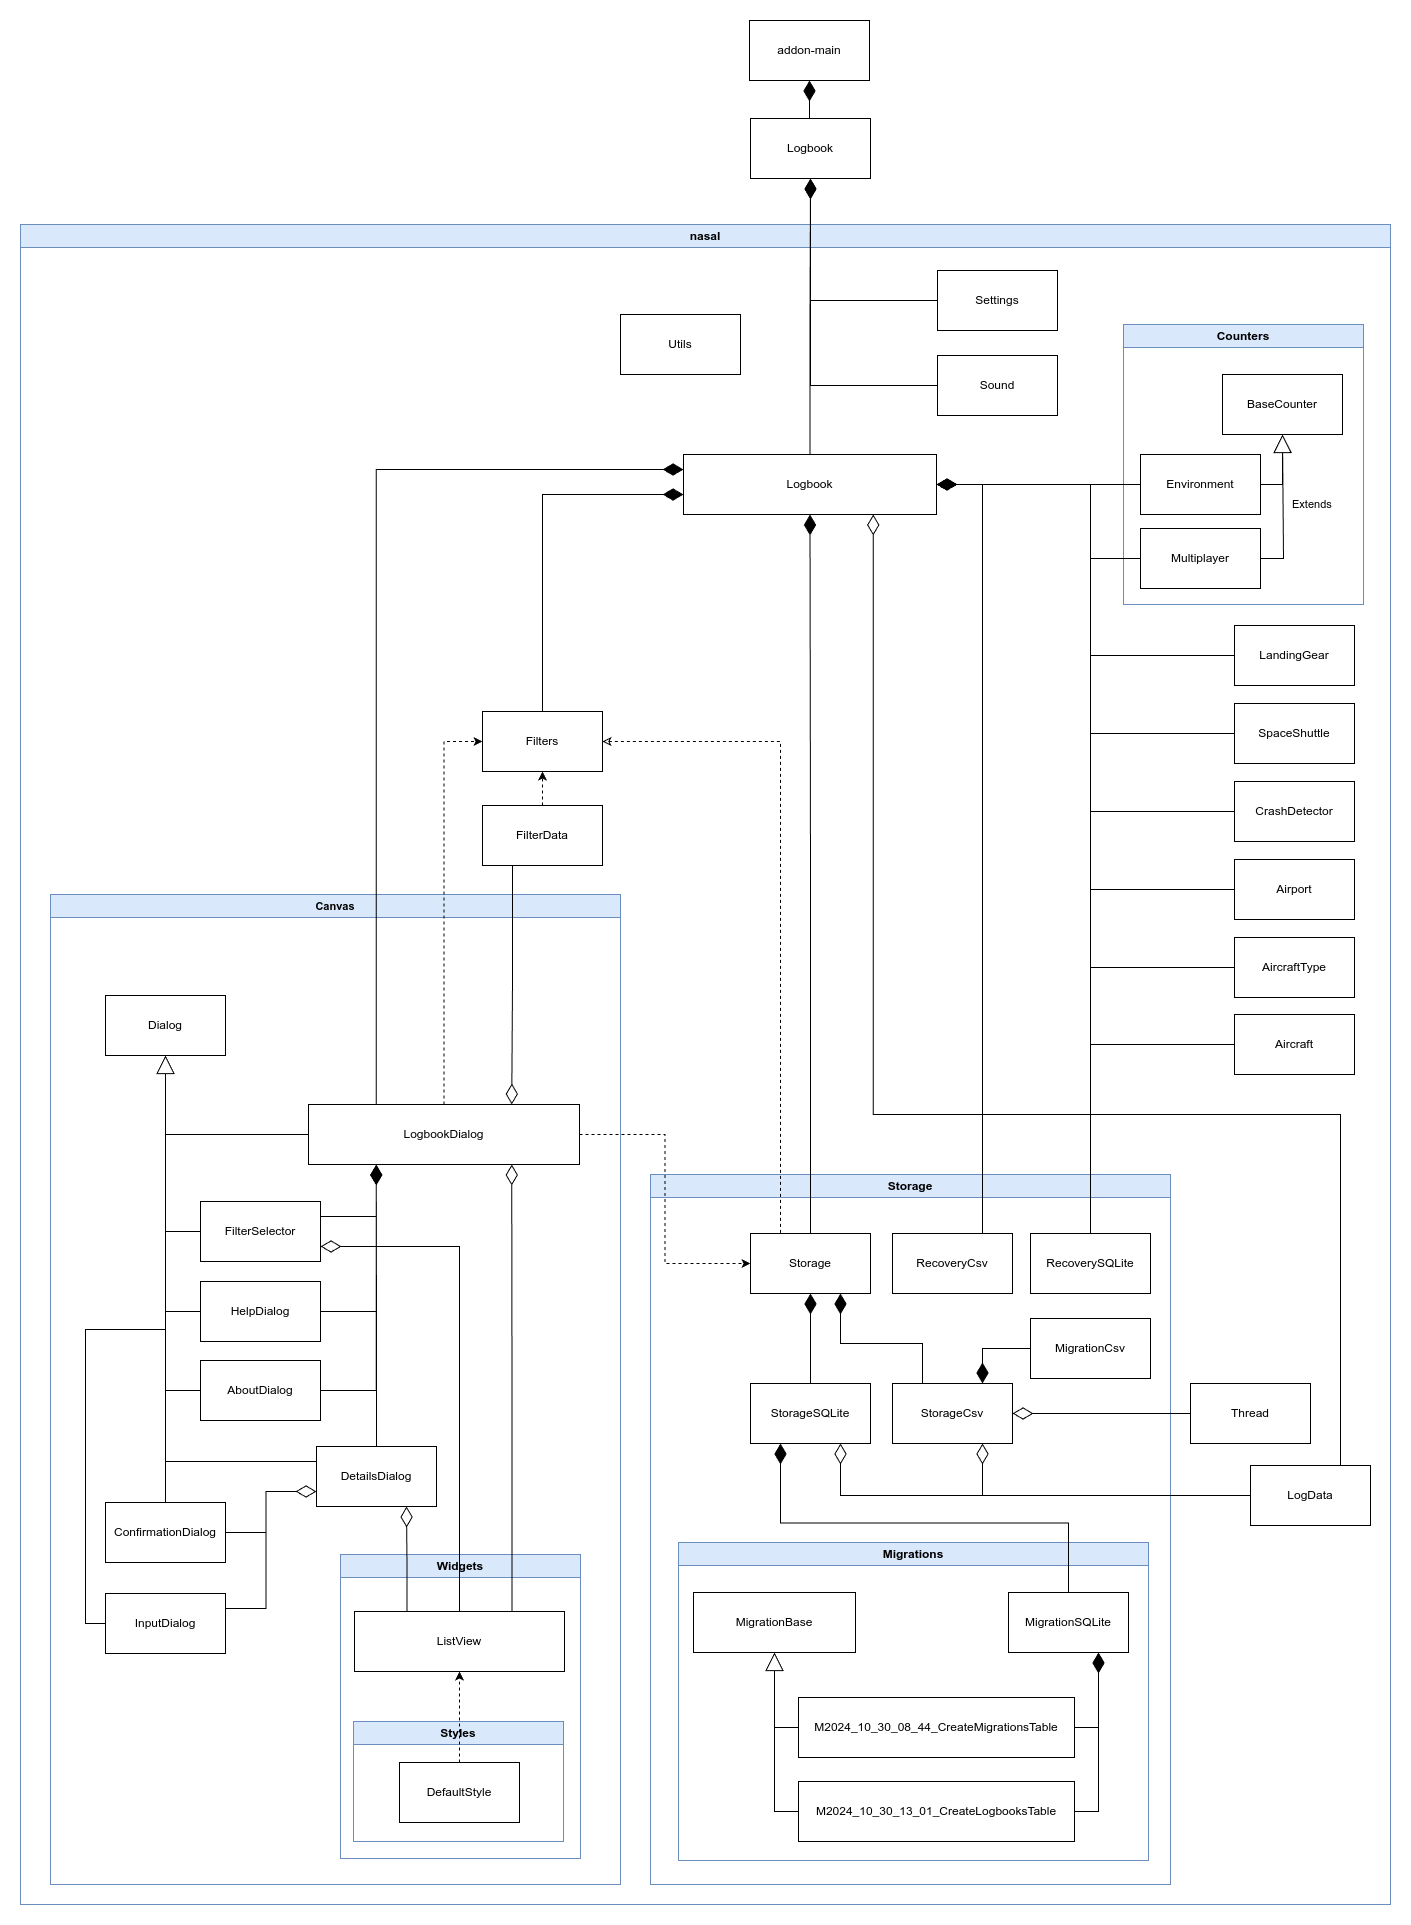 addon-main
Logbook
nasal
Settings
Utils
Counters
Sound
BaseCounter
Logbook
Environment
Extends
Multiplayer
LandingGear
Filters
SpaceShuttle
CrashDetector
FilterData
Airport
Canvas
AircraftType
Dialog
Aircraft
LogbookDialog
Storage
FilterSelector
Storage
RecoveryCsv
RecoverySQLite
HelpDialog
MigrationCsv
AboutDialog
StorageSQLite
StorageCsv
Thread
DetailsDialog
LogData
ConfirmationDialog
Migrations
Widgets
InputDialog
MigrationBase
MigrationSQLite
ListView
M2024_10_30_08_44_CreateMigrationsTable
Styles
DefaultStyle
M2024_10_30_13_01_CreateLogbooksTable